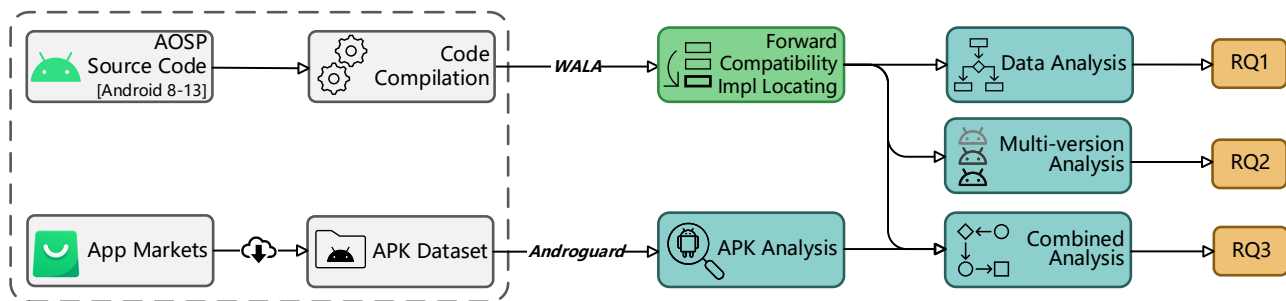 AOSP
Source Code
[Android 8-13]
Code
Compilation
WALA
Forward
Compatibility
Impl Locating
Data Analysis
RQ1
Multi-version
Analysis
RQ2
App Markets
APK Dataset
Androguard
APK Analysis
Combined
Analysis
RQ3